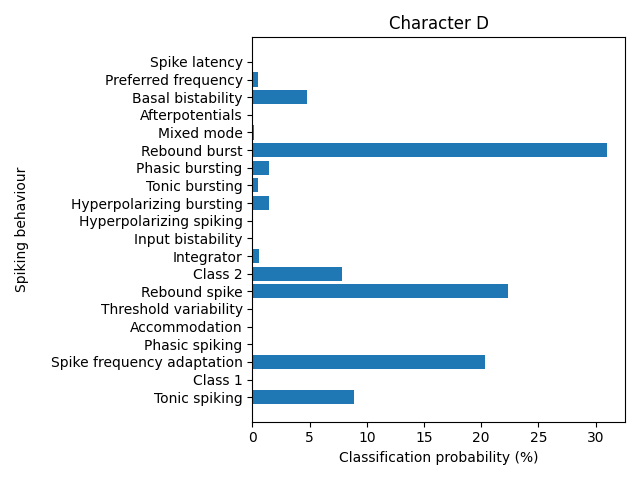 Character D
Spiking behaviour
Spike latency
Preferred frequency
Basal bistability
Afterpotentials
Mixed mode
Rebound burst
Phasic bursting
Tonic bursting
Hyperpolarizing bursting
Hyperpolarizing spiking
Input bistability
Integrator
Class 2
Rebound spike
Threshold variability
Accommodation
Phasic spiking
Spike frequency adaptation
Class 1
Tonic spiking
0 5 10 15 20 25 30
Classification probability (%)